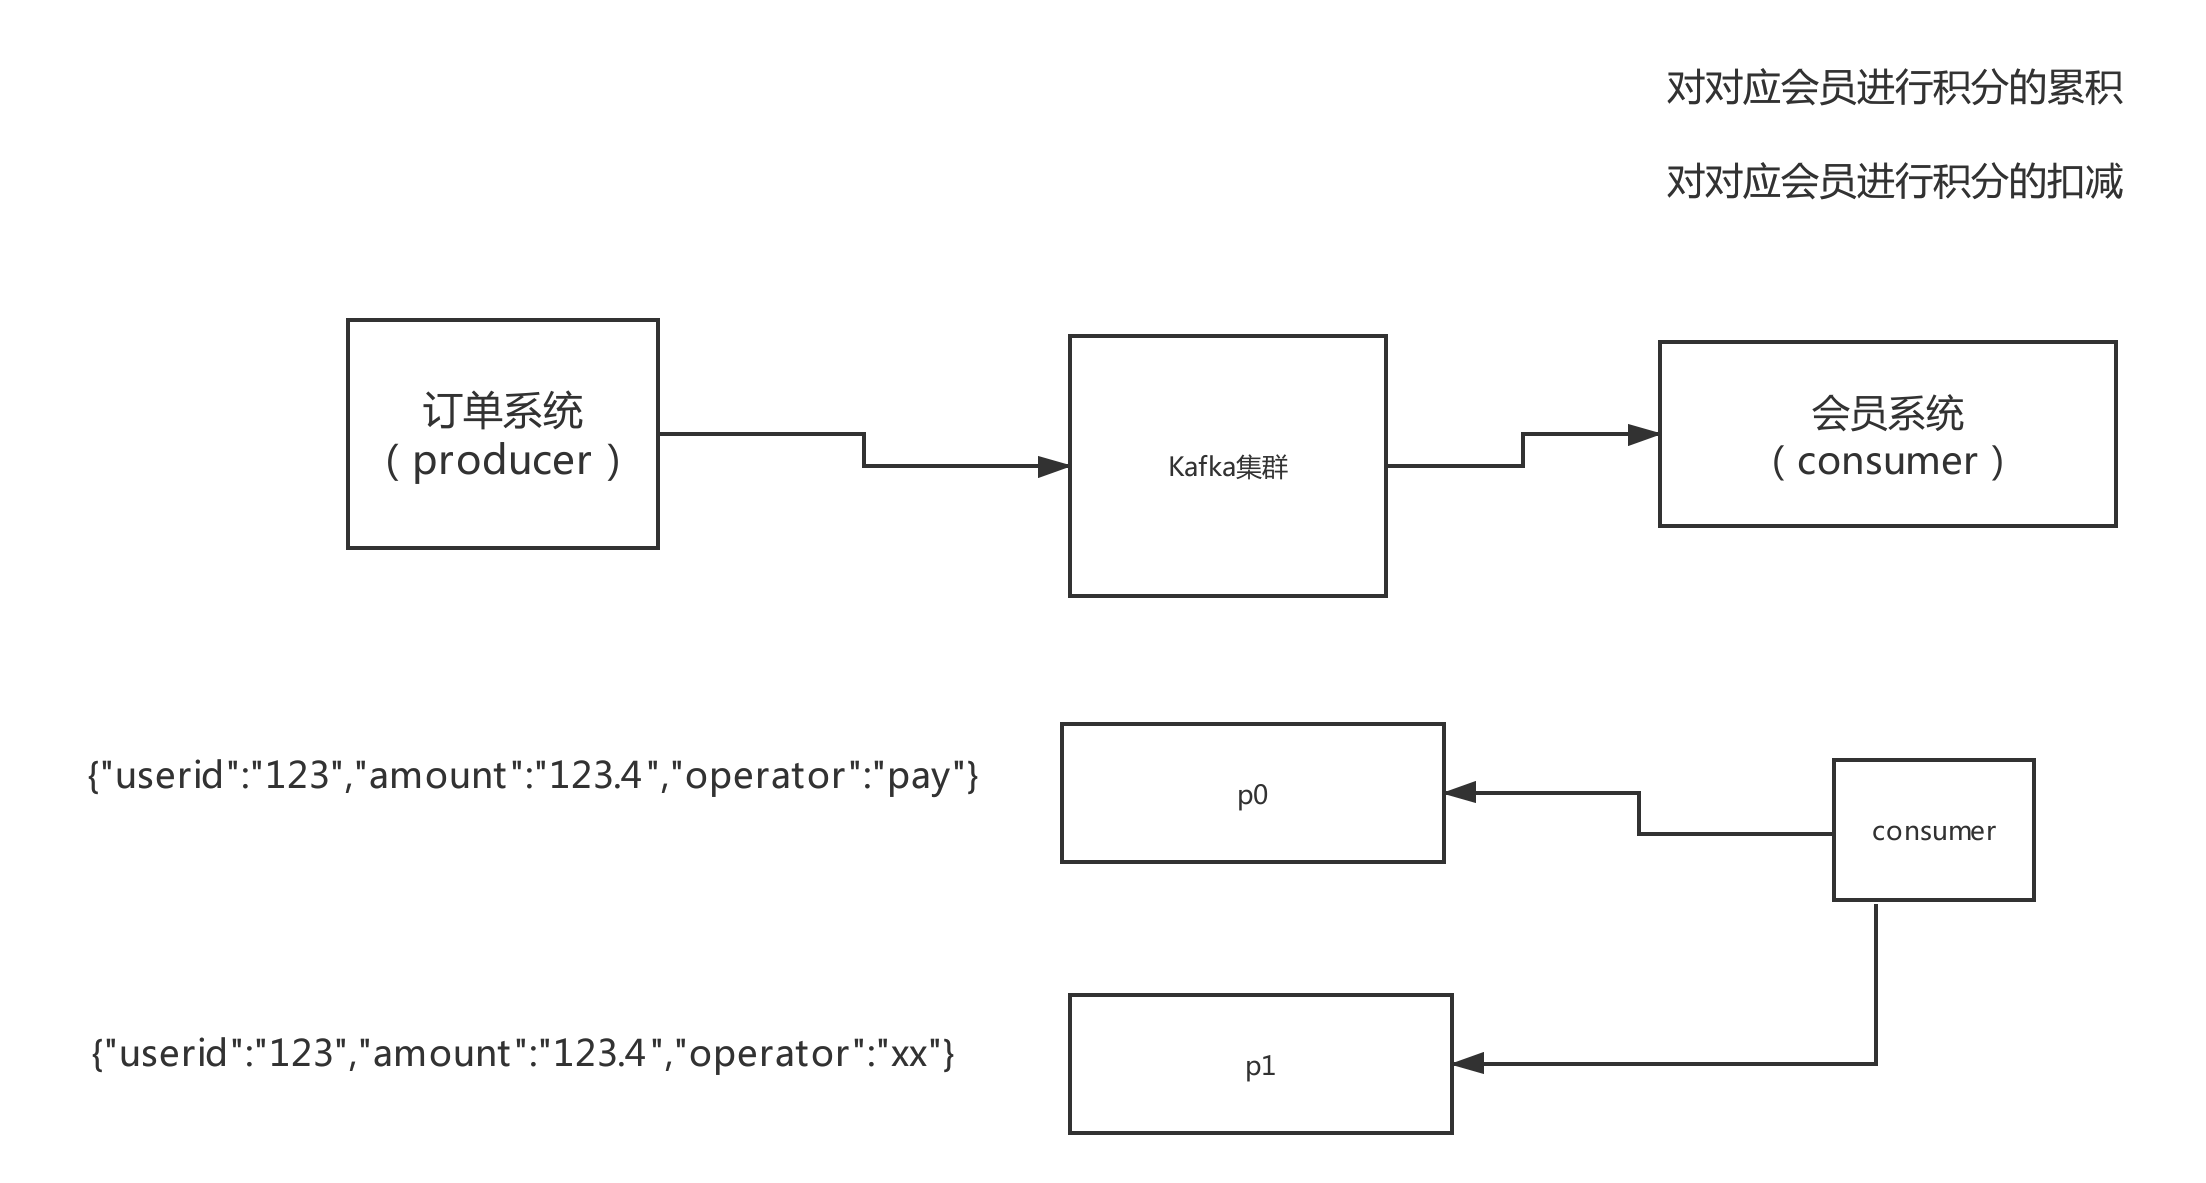 对对应会员进行积分的累积
对对应会员进行积分的扣减
订单系统
（producer）
Kafka集群
会员系统
（consumer）
{"userid":"123","amount":"123.4","operator":"pay"}
p0
consumer
{"userid":"123","amount":"123.4","operator":"xx"}
p1